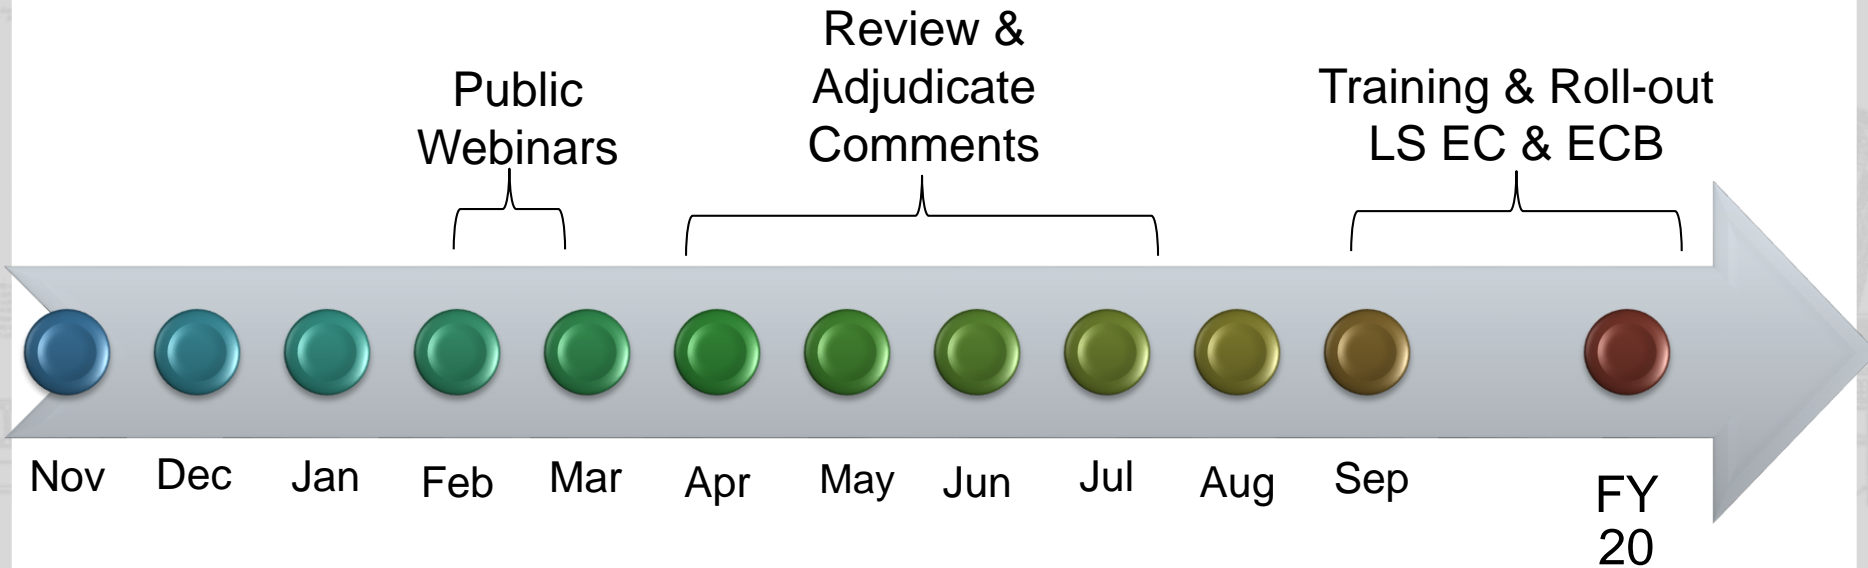 Public
Webinars
Review &
Adjudicate
Comments
Training & Roll-out
LS EC & ECB
Nov
Dec
Jan
Feb
Mar
Apr
May
Jun
Jul
Aug
Sep
FY
20